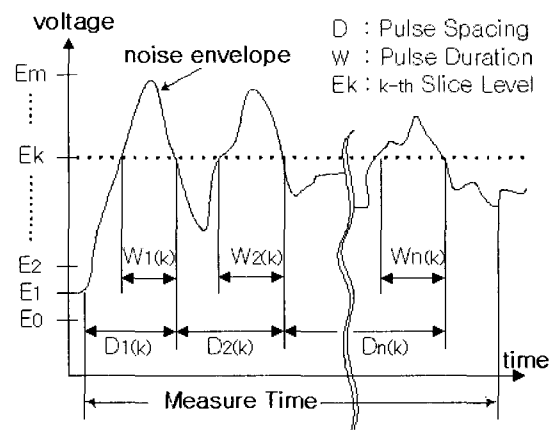 voltage
D : Pulse Spacing
W : Pulse Duration
Ek : k-th Slice Level
noise envelope
Em
Ek
E2
E1
E0
W1(k)
W2(k)
Wn(k)
D1(k)
D2(k)
Dn(k)
time
Measure Time